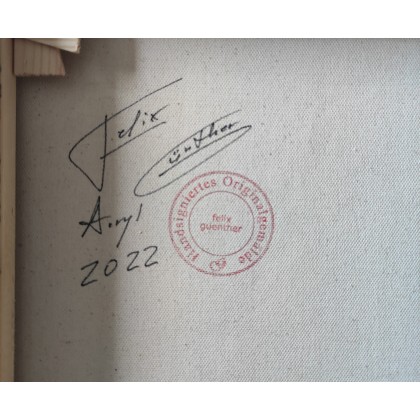 Felix
Günther
Acryl
2022
Handsigniertes Originalgemälde
felix
guenther